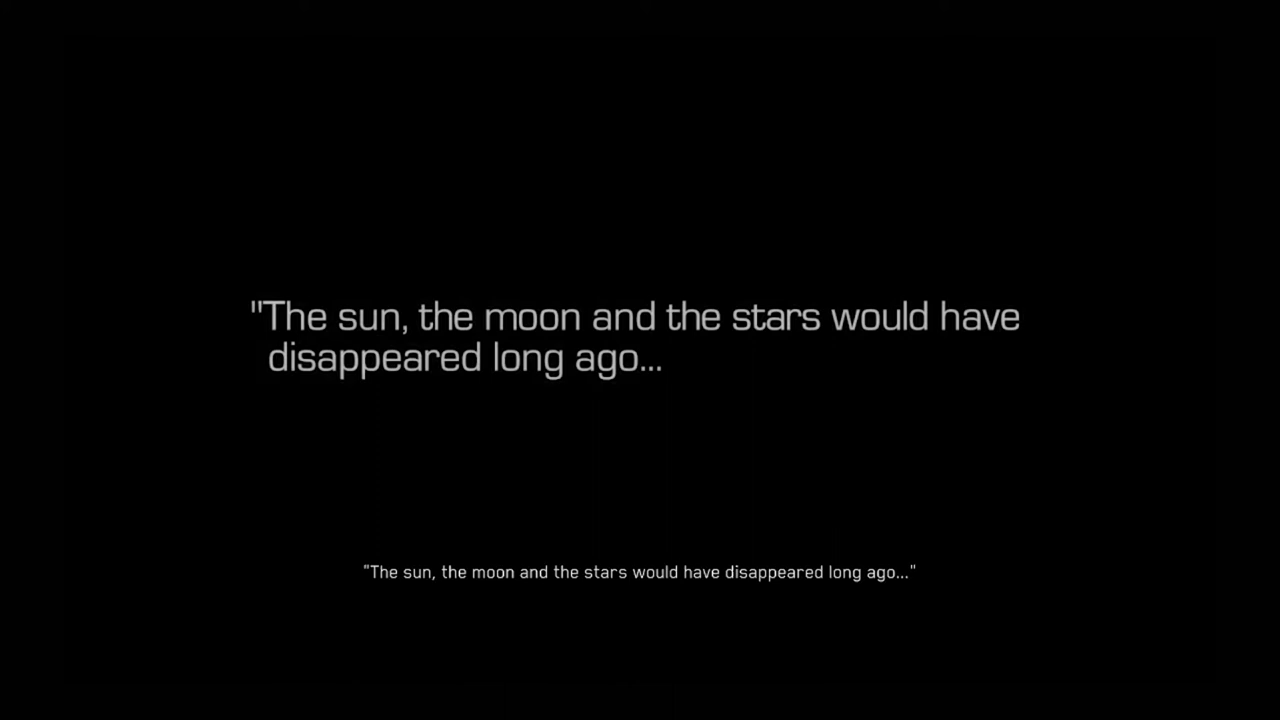 "The sun, the moon and the stars would have
disappeared long ago...
"The sun, the moon and the stars would have disappeared long ago..."